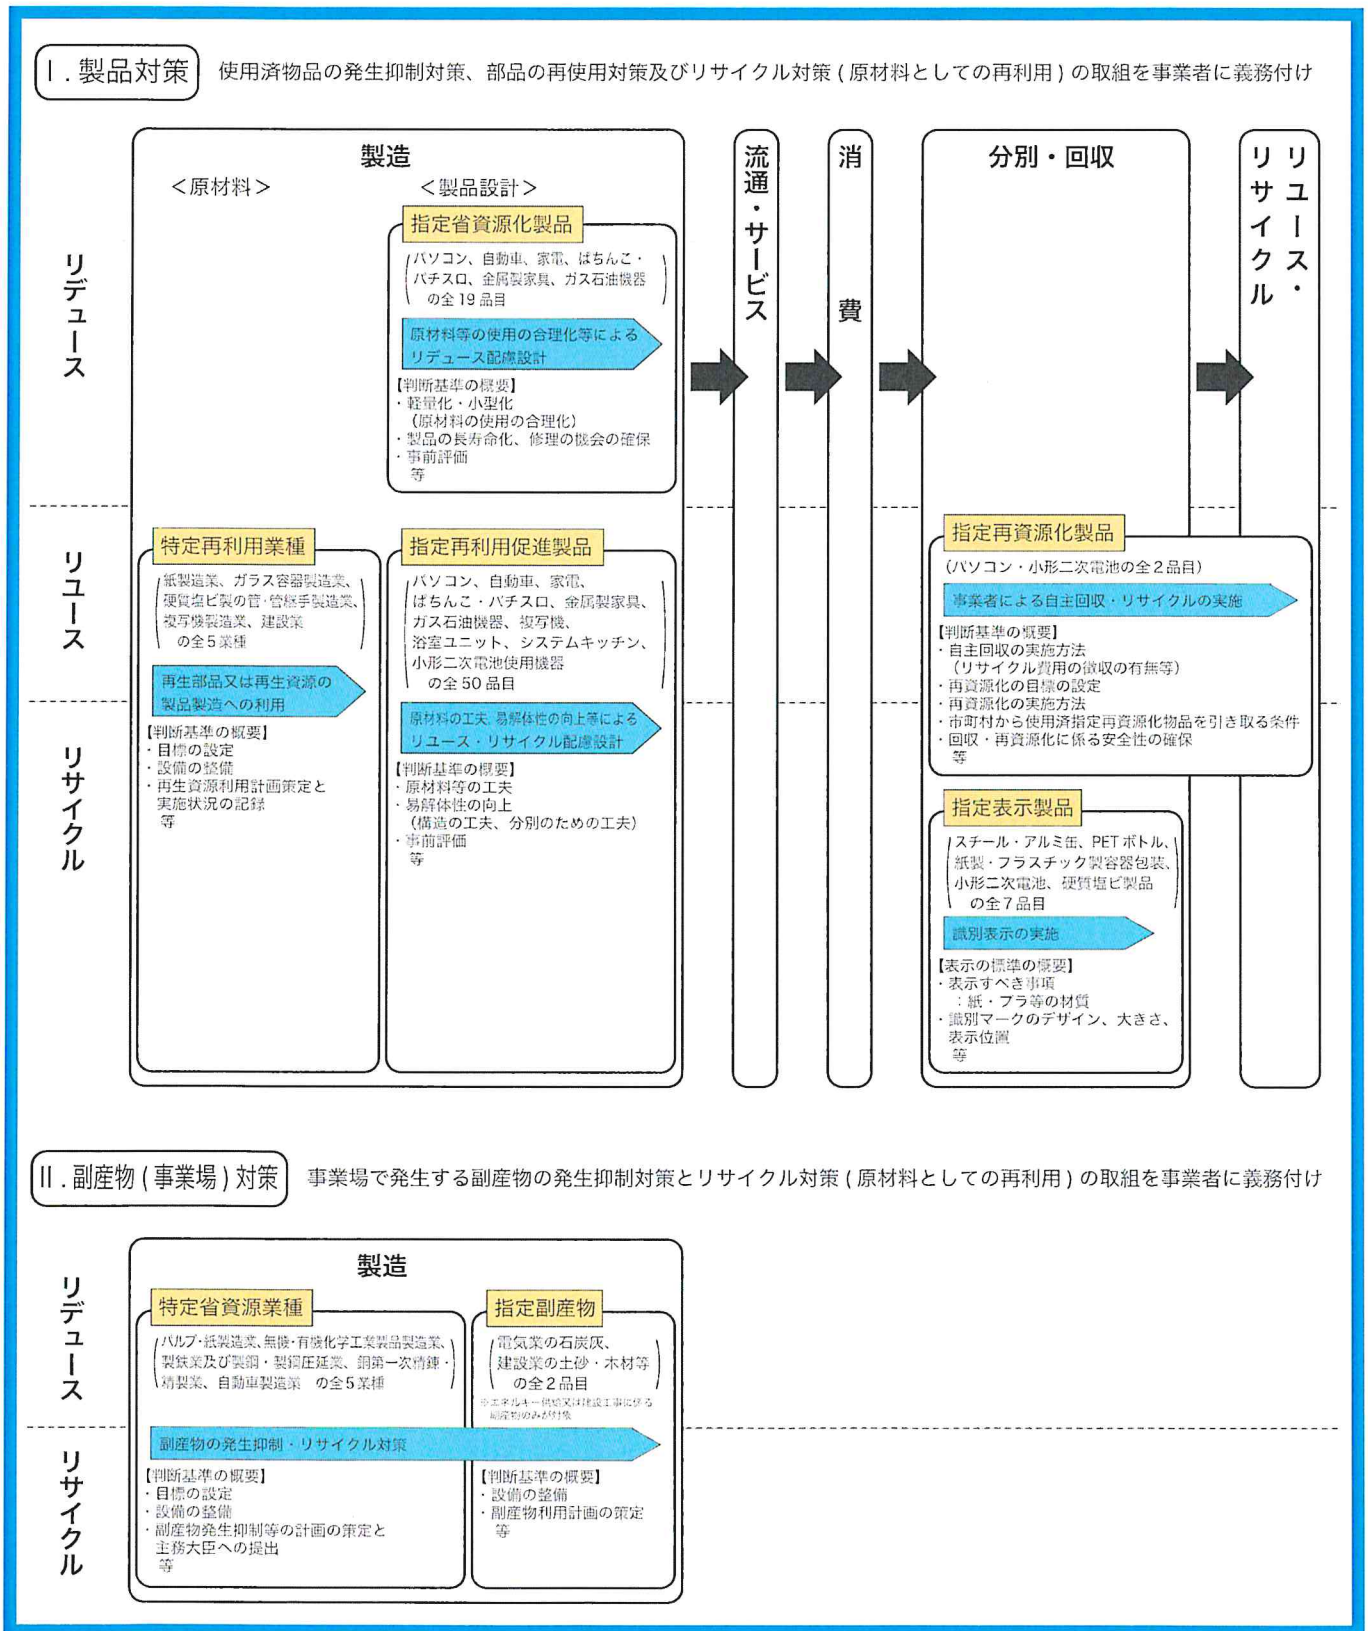 Ⅰ.製品対策
使用済物品の発生抑制対策、部品の再使用対策及びリサイクル対策(原材料としての再利用)の取組を事業者に義務付け
製造
＜原材料＞
＜製品設計＞
流通・サービス
消費
分別・回収
リユース・
リサイクル
リデュース
指定省資源化製品
パソコン、自動車、家電、ぱちんこ・
パチスロ、金属製家具、ガス石油機器
の全19品目
原材料等の使用の合理化等による
リデュース配慮設計
【判断基準の概要】
・軽量化・小型化
(原材料の使用の合理化)
・製品の長寿命化、修理の機会の確保
・事前評価
等
リユース
リサイクル
特定再利用業種
紙製造業、ガラス容器製造業、
硬質塩ビ製の管・管継手製造業、
複写機製造業、建設業
の全5業種
再生部品又は再生資源の
製品製造への利用
【判断基準の概要】
・目標の設定
・設備の整備
・再生資源利用計画策定と
実施状況の記録
等
指定再利用促進製品
パソコン、自動車、家電、
ぱちんこ・パチスロ、金属製家具、
ガス石油機器、複写機、
浴室ユニット、システムキッチン、
小形二次電池使用機器
の全50品目
原材料の工夫、易解体性の向上等による
リユース・リサイクル配慮設計
【判断基準の概要】
・原材料等の工夫
・易解体性の向上
(構造の工夫、分別のための工夫)
・事前評価
等
指定再資源化製品
(パソコン・小形二次電池の全2品目)
事業者による自主回収・リサイクルの実施
【判断基準の概要】
・自主回収の実施方法
(リサイクル費用の徴収の有無等)
・再資源化の目標の設定
・再資源化の実施方法
・市町村から使用済指定再資源化物品を引き取る条件
・回収・再資源化に係る安全性の確保
等
指定表示製品
スチール・アルミ缶、PETボトル、
紙製・プラスチック製容器包装、
小形二次電池、硬質塩ビ製品
の全7品目
識別表示の実施
【表示の標準の概要】
・表示すべき事項
：紙・プラ等の材質
・識別マークのデザイン、大きさ、
表示位置
等
Ⅱ.副産物(事業場)対策
事業場で発生する副産物の発生抑制対策とリサイクル対策(原材料としての再利用)の取組を事業者に義務付け
製造
リデュース
リサイクル
特定省資源業種
パルプ・紙製造業、無機・有機化学工業製品製造業、
製鉄業及び製鋼・製鋼圧延業、銅第一次精錬・
精製業、自動車製造業 の全5業種
指定副産物
電気業の石炭灰、
建設業の土砂・木材等
の全2品目
※エネルギー供給又は建設工事に係る
副産物のみが対象
副産物の発生抑制・リサイクル対策
【判断基準の概要】
・目標の設定
・設備の整備
・副産物発生抑制等の計画の策定と
主務大臣への提出
等
【判断基準の概要】
・設備の整備
・副産物利用計画の策定
等